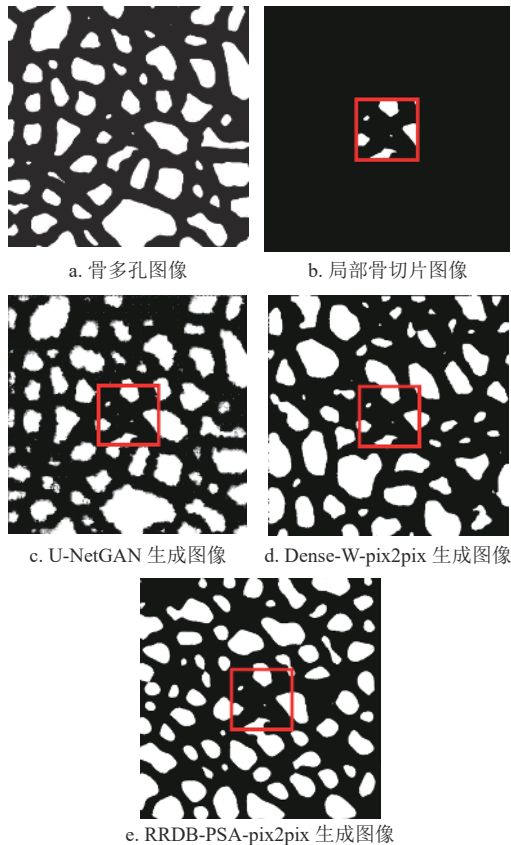 a. 骨多孔图像
b. 局部骨切片图像
c. U-NetGAN 生成图像
d. Dense-W-pix2pix 生成图像
e. RRDB-PSA-pix2pix 生成图像